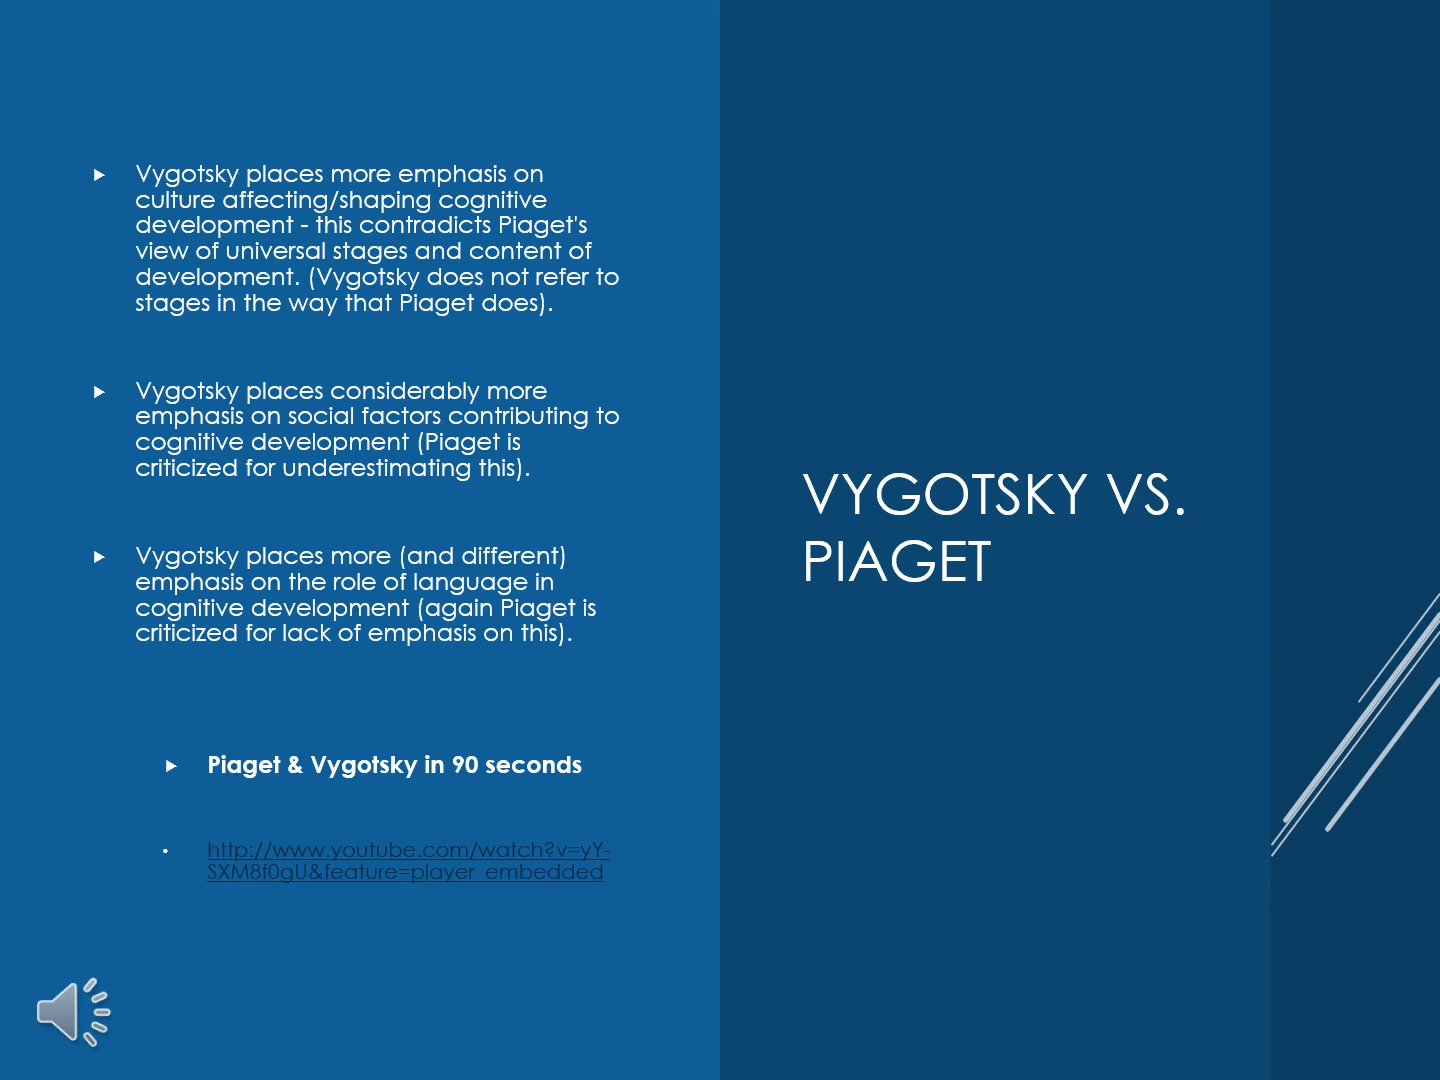 Vygotsky places more emphasis on
culture affecting/shaping cognitive
development - this contradicts Piaget's
view of universal stages and content of
development. (Vygotsky does not refer to
stages in the way that Piaget does).
Vygotsky places considerably more
emphasis on social factors contributing to
cognitive development (Piaget is
criticized for underestimating this).
Vygotsky places more (and different)
emphasis on the role of language in
cognitive development (again Piaget is
criticized for lack of emphasis on this).
Piaget & Vygotsky in 90 seconds
http://www.youtube.com/watch?v=yY-
SXM8f0gU&feature=player_embedded
VYGOTSKY VS.
PIAGET